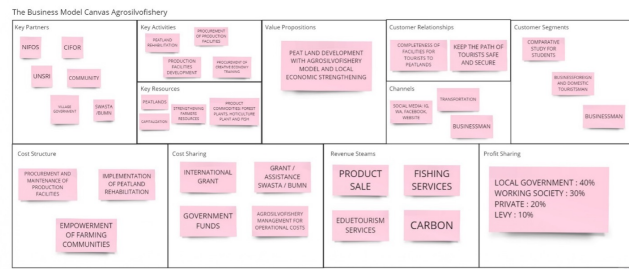 The Business Model Canvas Agrosilvofishery
Key Partners
NIFOS
CIFOR
UNSRI
COMMUNITY
VILLAGE
GOVERNMENT
SWASTA
/BUMN
Key Activities
PEATLAND
REHABILITATION
PROCUREMENT
OF PRODUCTION
FACILITIES
PRODUCTION
FACILITIES
DEVELOPMENT
PROCUREMENT OF
CREATIVE ECONOMY
TRAINING
Key Resources
PEATLANDS
CAPITALIZATION
STRENGTHENING
FARMERS
RESOURCES
PRODUCT
COMMODITIES: FOREST
PLANTS, HORTICULTURE
PLANT AND FISH
Value Propositions
PEAT LAND DEVELOPMENT
WITH AGROSILVOFISHERY
MODEL AND LOCAL
ECONOMIC STRENGTHENING
Customer Relationships
COMPLETENESS OF
FACILITIES FOR
TOURISTS TO
PEATLANDS
KEEP THE PATH OF
TOURISTS SAFE
AND SECURE
Channels
SOCIAL MEDIA: IG,
WA, FACEBOOK,
WEBSITE
TRANSPORTATION
BUSINESSMAN
Customer Segments
COMPARATIVE
STUDY FOR
STUDENTS
AND DOMESTIC
BUSINESSMAN
Cost Structure
PROCUREMENT AND
MAINTENANCE OF
PRODUCTION
FACILITIES
IMPLEMENTATION
OF PEATLAND
REHABILITATION
EMPOWERMENT
OF FARMING
COMMUNITIES
Cost Sharing
INTERNATIONAL
GRANT
GRANT /
ASSISTANCE
SWASTA / BUMN
GOVERNMENT
FUNDS
AGROSILVOFISHERY
MANAGEMENT FOR
OPERATIONAL COSTS
Revenue Steams
PRODUCT
SALE
FISHING
SERVICES
EDUETOURISM
SERVICES
CARBON
Profit Sharing
LOCAL GOVERNMENT : 40%
WORKING SOCIETY : 30%
PRIVATE : 20%
LEVY : 10%